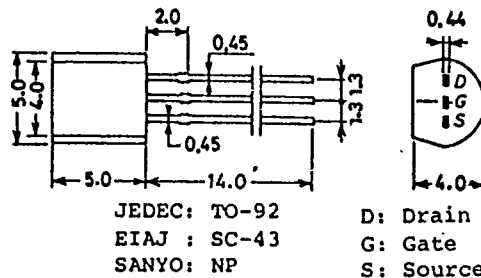 2.0
0.44
0.45
5.0
4.0
1.3
1.3
D
G
S
0.45
5.0
14.0
4.0
JEDEC: TO-92
EIAJ : SC-43
SANYO: NP
D: Drain
G: Gate
S: Source